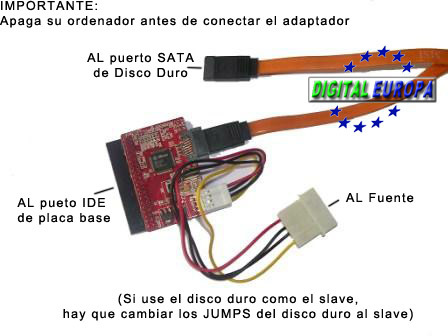 IMPORTANTE:
Apaga su ordenador antes de conectar el adaptador
AL puerto SATA
de Disco Duro
DIGITAL EUROPA
AL pueto IDE
de placa base
AL Fuente
(Si use el disco duro como el slave,
hay que cambiar los JUMPS del disco duro al slave)